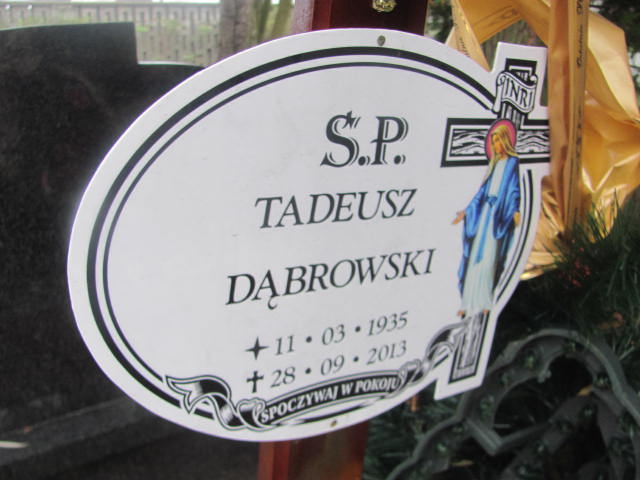 INRI
Ś.P.
TADEUSZ
DĄBROWSKI
11 • 03 • 1935
✝ 28 • 09 • 2013
SPOCZYWAJ W POKOJU